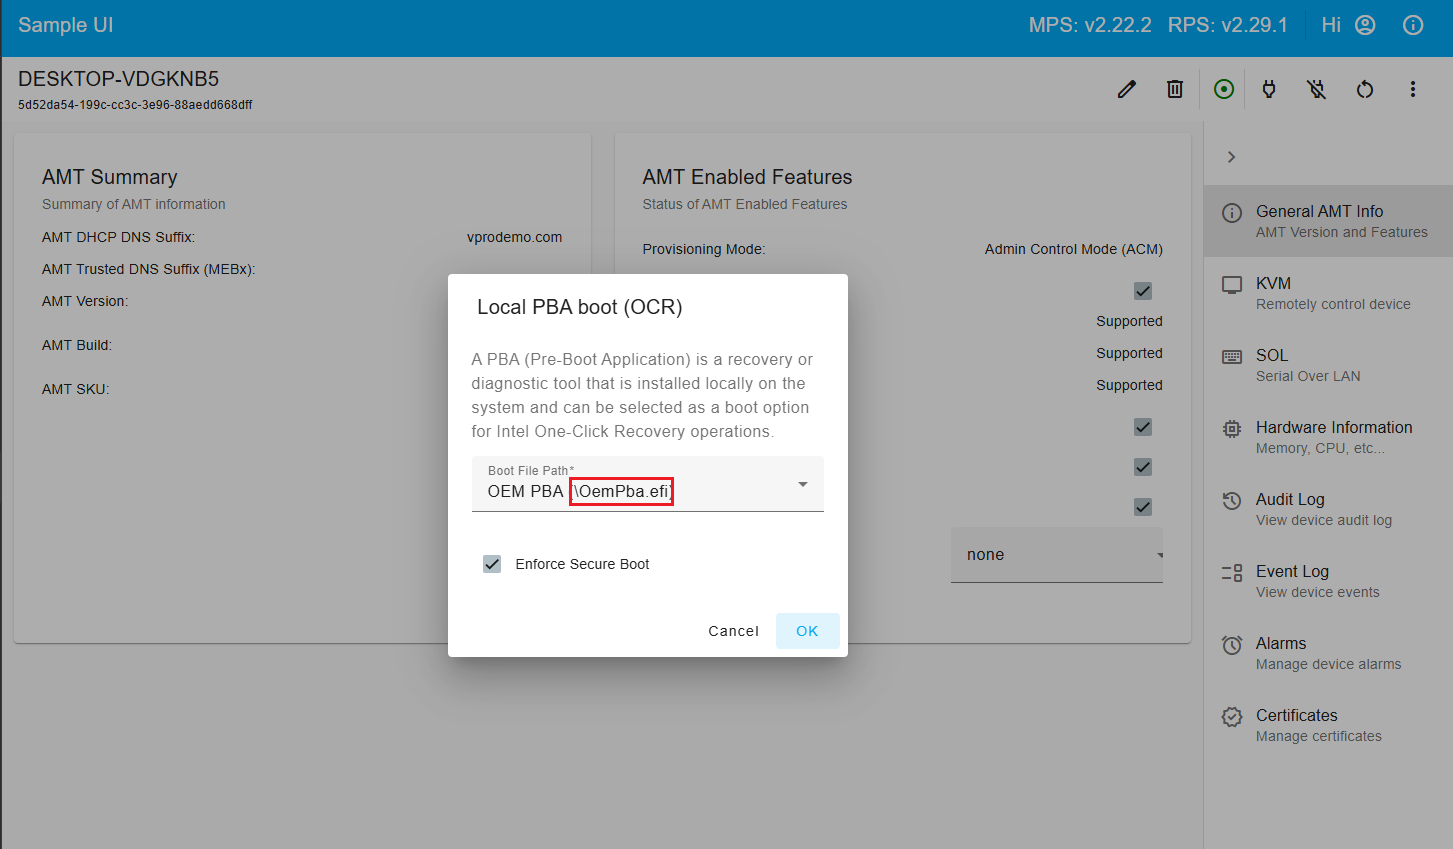 Sample UI
MPS: v2.22.2 RPS: v2.29.1 Hi
DESKTOP-VDGKNB5
5d52da54-199c-cc3c-3e96-88aedd668dff
AMT Summary
Summary of AMT information
AMT DHCP DNS Suffix: vprodemo.com
AMT Trusted DNS Suffix (MEBx):
AMT Version:
AMT Build:
AMT SKU:
AMT Enabled Features
Status of AMT Enabled Features
Provisioning Mode: Admin Control Mode (ACM)
Supported
Supported
Supported
none
Local PBA boot (OCR)
A PBA (Pre-Boot Application) is a recovery or
diagnostic tool that is installed locally on the
system and can be selected as a boot option
for Intel One-Click Recovery operations.
Boot File Path*
OEM PBA (\OemPba.efi)
Enforce Secure Boot
Cancel OK
General AMT Info
AMT Version and Features
KVM
Remotely control device
SOL
Serial Over LAN
Hardware Information
Memory, CPU, etc...
Audit Log
View device audit log
Event Log
View device events
Alarms
Manage device alarms
Certificates
Manage certificates